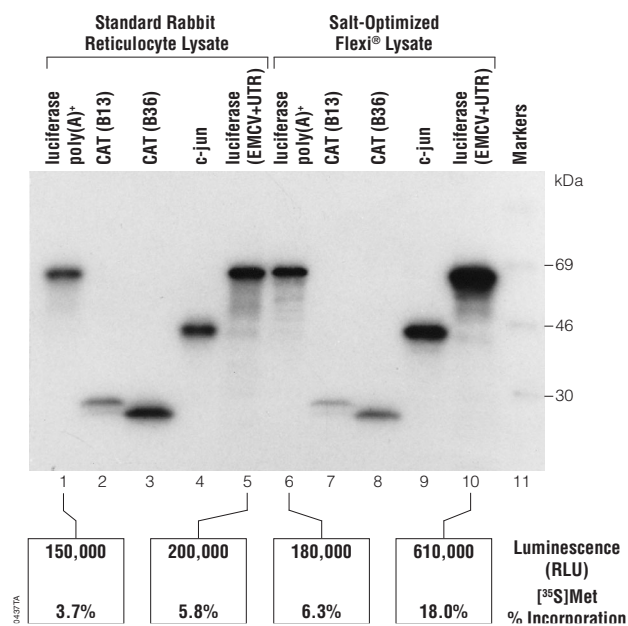 Standard Rabbit
Reticulocyte Lysate
Salt-Optimized
Flexi® Lysate
luciferase
poly(A)+
CAT (B13)
CAT (B36)
c-jun
luciferase
(EMCV+UTR)
luciferase
poly(A)+
CAT (B13)
CAT (B36)
c-jun
luciferase
(EMCV+UTR)
Markers
kDa
69
46
30
1 2 3 4 5 6 7 8 9 10 11
150,000 200,000 180,000 610,000
Luminescence
(RLU)
3.7% 5.8% 6.3% 18.0%
[35S]Met
% Incorporation
0437TA